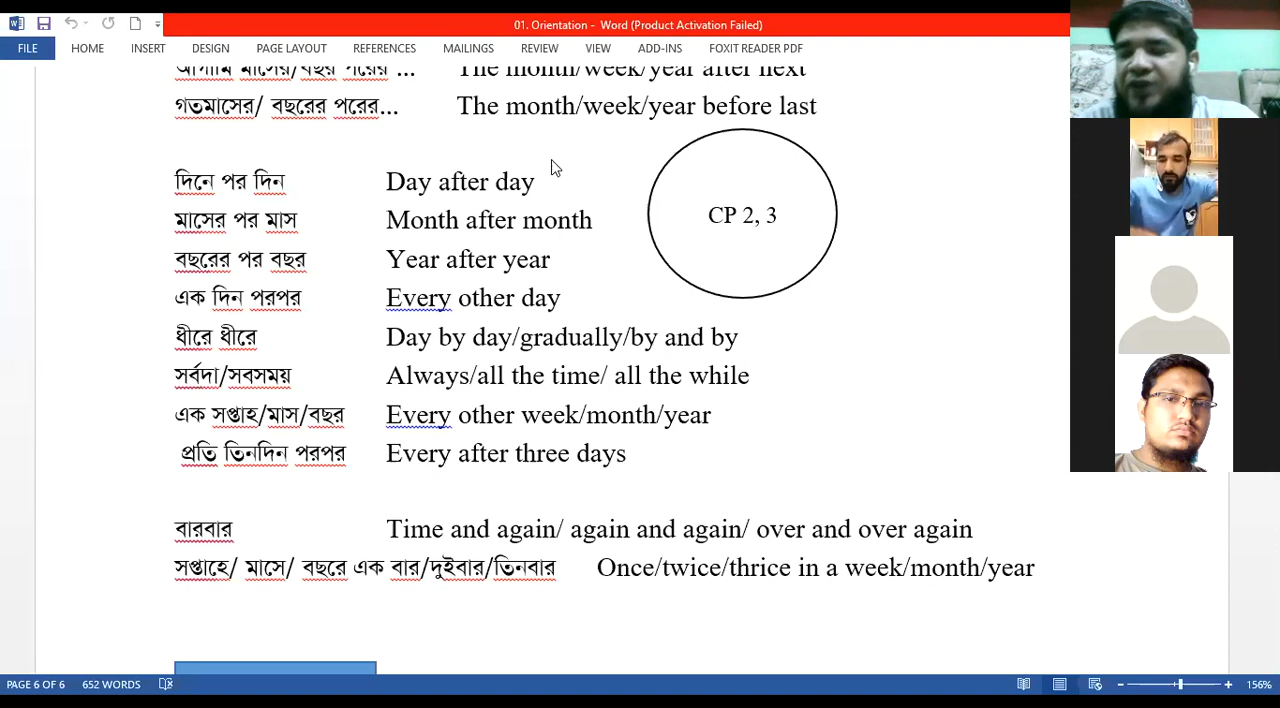 01. Orientation - Word (Product Activation Failed)
FILE HOME INSERT DESIGN PAGE LAYOUT REFERENCES MAILINGS REVIEW VIEW ADD-INS FOXIT READER PDF
আগামি মাসের/বছর পরের ... The month/week/year after next
গতমাসের/ বছরের পরের... The month/week/year before last
দিনে পর দিন Day after day
মাসের পর মাস Month after month
CP 2, 3
বছরের পর বছর Year after year
এক দিন পরপর Every other day
ধীরে ধীরে Day by day/gradually/by and by
সর্বদা/সবসময় Always/all the time/ all the while
এক সপ্তাহ/মাস/বছর Every other week/month/year
প্রতি তিনদিন পরপর Every after three days
বারবার Time and again/ again and again/ over and over again
সপ্তাহে/ মাসে/ বছরে এক বার/দুইবার/তিনবার Once/twice/thrice in a week/month/year
PAGE 6 OF 6 652 WORDS 156%